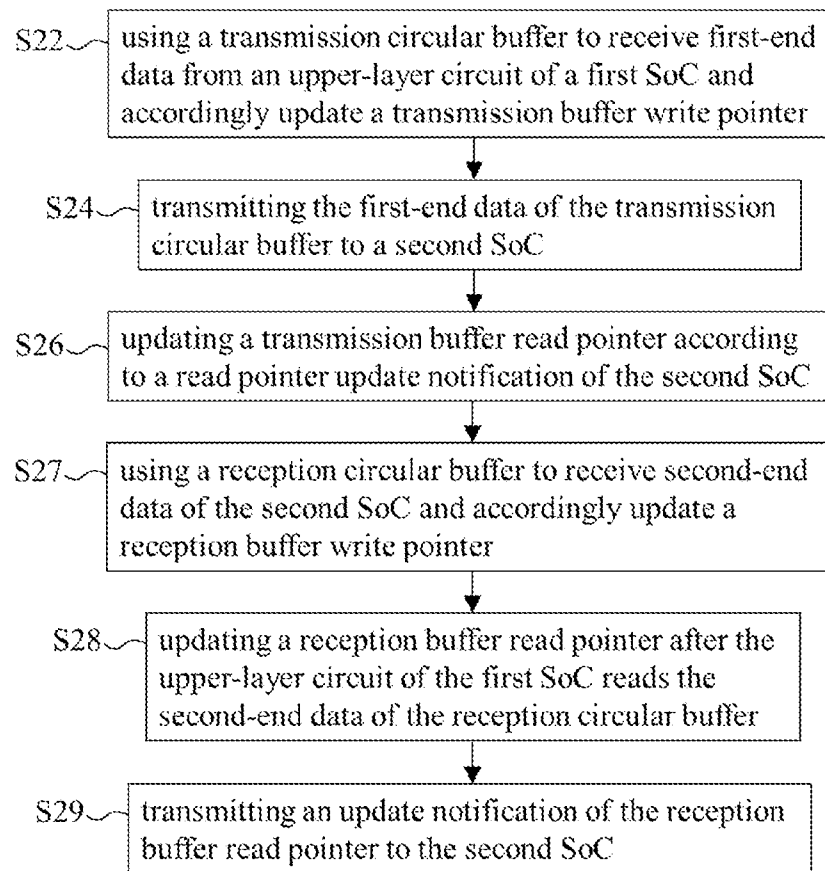 S22 using a transmission circular buffer to receive first-end
data from an upper-layer circuit of a first SoC and
accordingly update a transmission buffer write pointer
S24 transmitting the first-end data of the transmission
circular buffer to a second SoC
S26 updating a transmission buffer read pointer according
to a read pointer update notification of the second SoC
S27 using a reception circular buffer to receive second-end
data of the second SoC and accordingly update a
reception buffer write pointer
S28 updating a reception buffer read pointer after the
upper-layer circuit of the first SoC reads the
second-end data of the reception circular buffer
S29 transmitting an update notification of the reception
buffer read pointer to the second SoC